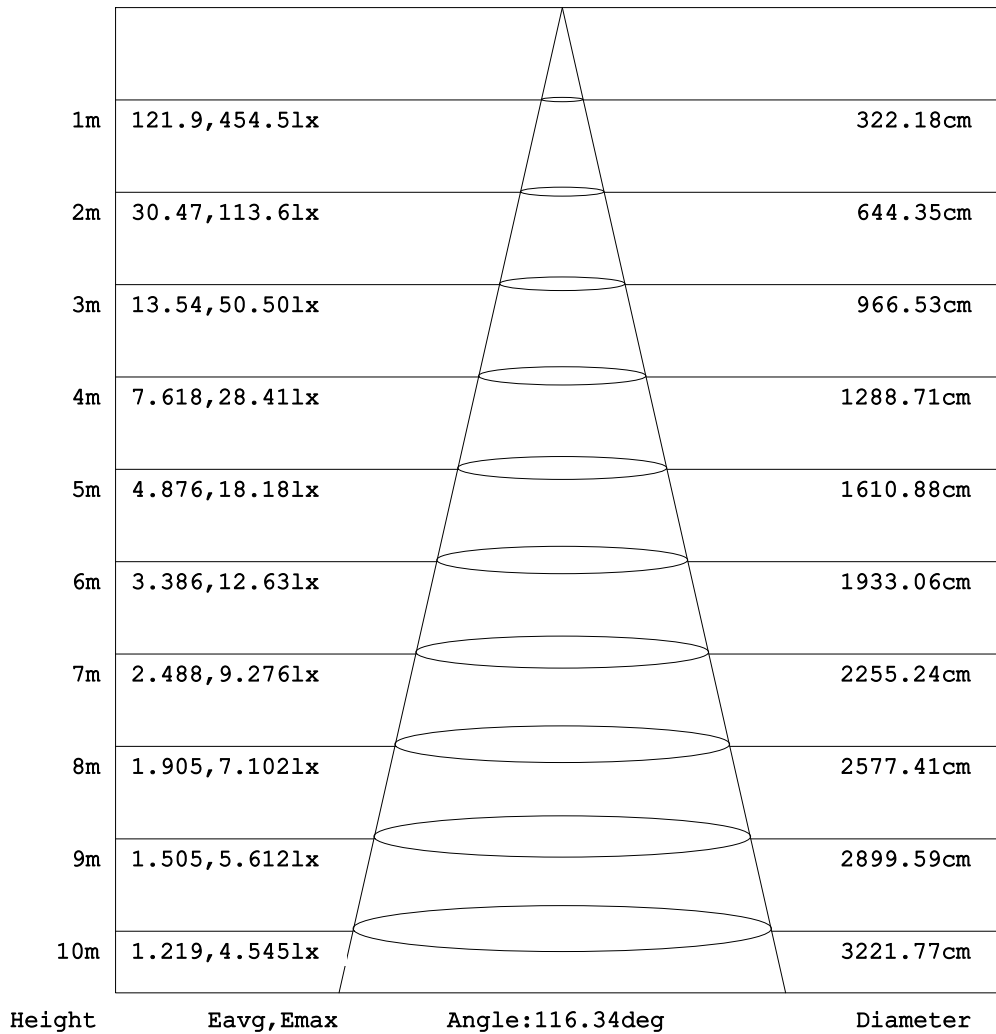 1m 121.9,454.5lx 322.18cm
2m 30.47,113.6lx 644.35cm
3m 13.54,50.50lx 966.53cm
4m 7.618,28.41lx 1288.71cm
5m 4.876,18.18lx 1610.88cm
6m 3.386,12.63lx 1933.06cm
7m 2.488,9.276lx 2255.24cm
8m 1.905,7.102lx 2577.41cm
9m 1.505,5.612lx 2899.59cm
10m 1.219,4.545lx 3221.77cm
Height Eavg,Emax Angle:116.34deg Diameter